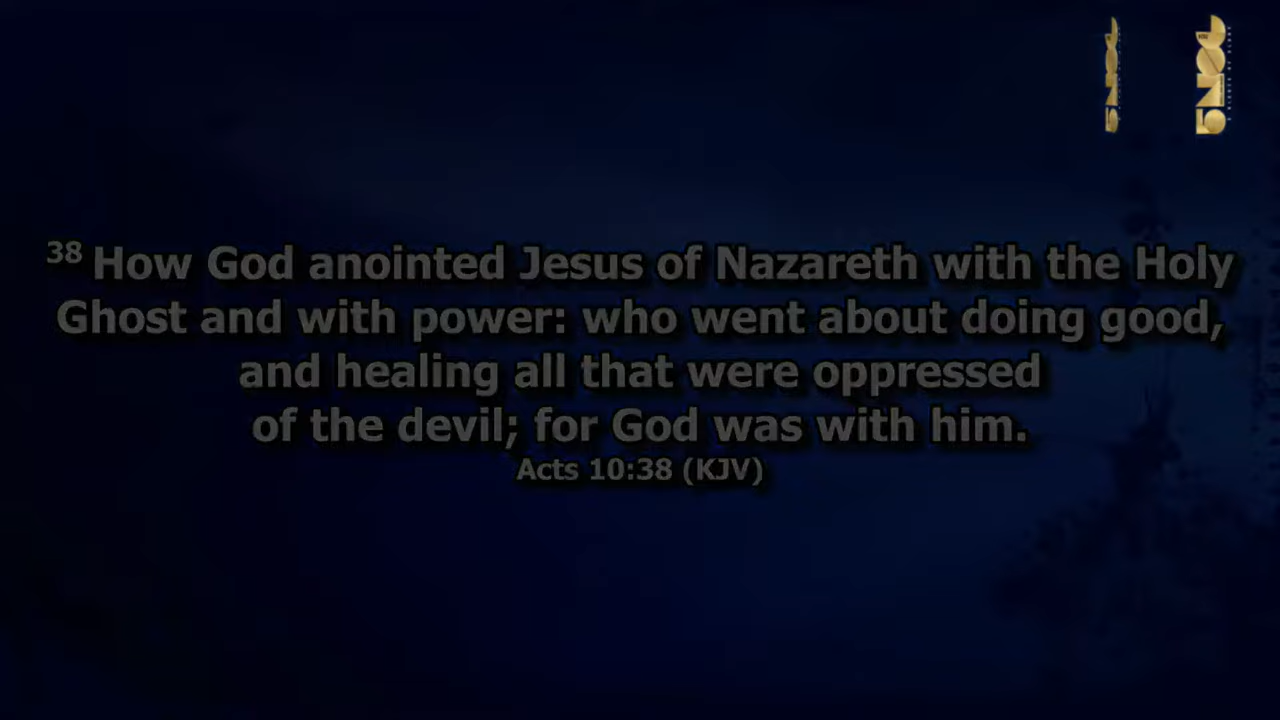 38 How God anointed Jesus of Nazareth with the Holy
Ghost and with power: who went about doing good,
and healing all that were oppressed
of the devil; for God was with him.
Acts 10:38 (KJV)